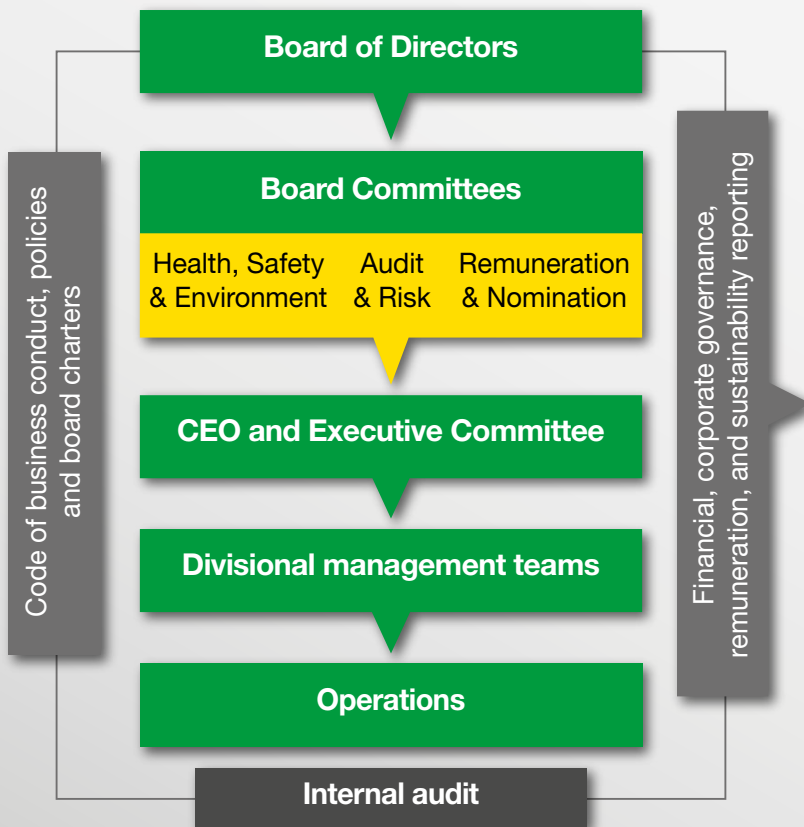 Board of Directors
Board Committees
Health, Safety
& Environment
Audit
& Risk
Remuneration
& Nomination
CEO and Executive Committee
Divisional management teams
Operations
Internal audit
Code of business conduct, policies
and board charters
Financial, corporate governance,
remuneration, and sustainability reporting